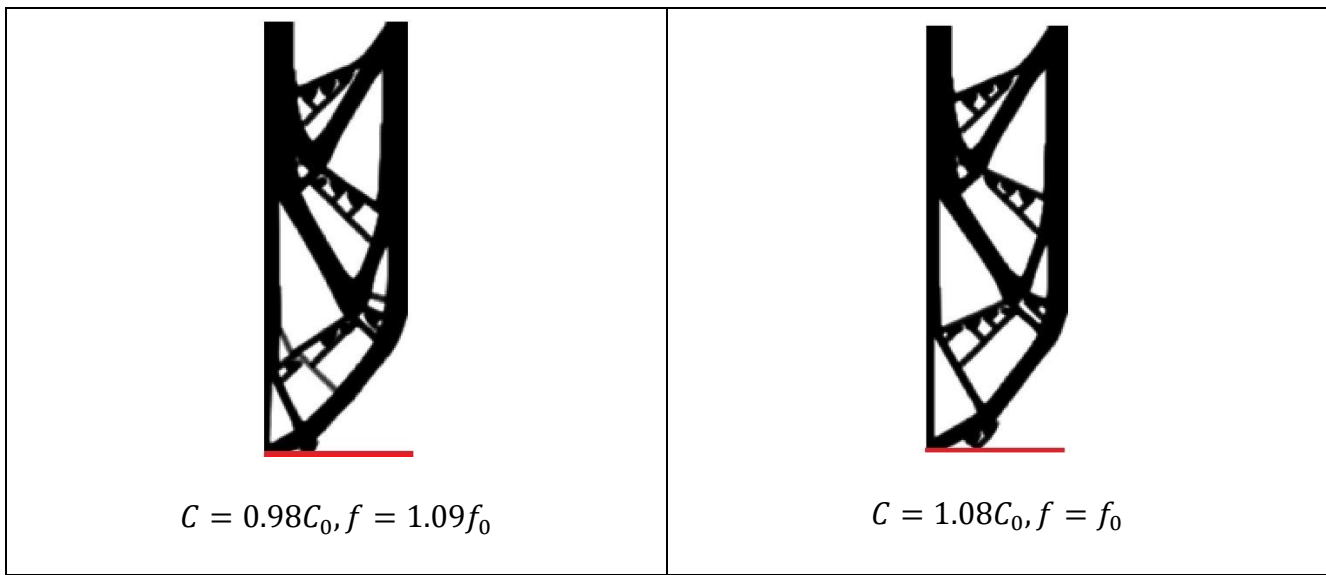 C = 0.98C₀, f = 1.09f₀
C = 1.08C₀, f = f₀